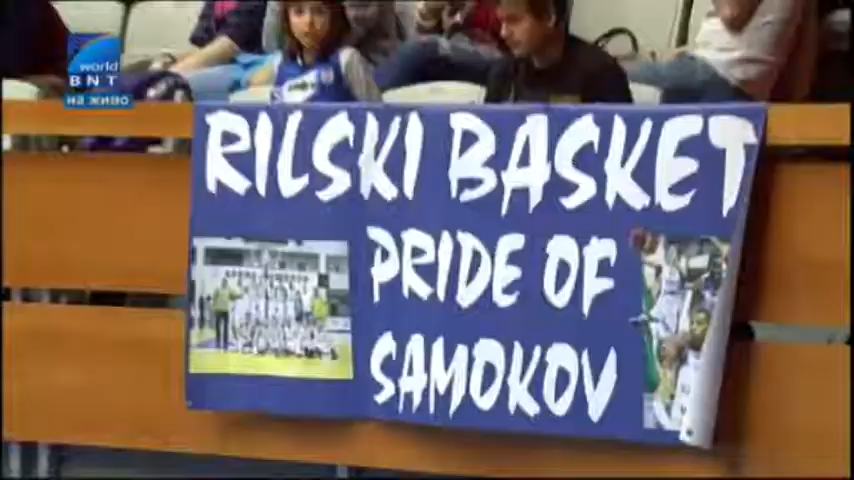 world
BNT
на живо
RILSKI BASKET
PRIDE OF
SAMOKOV